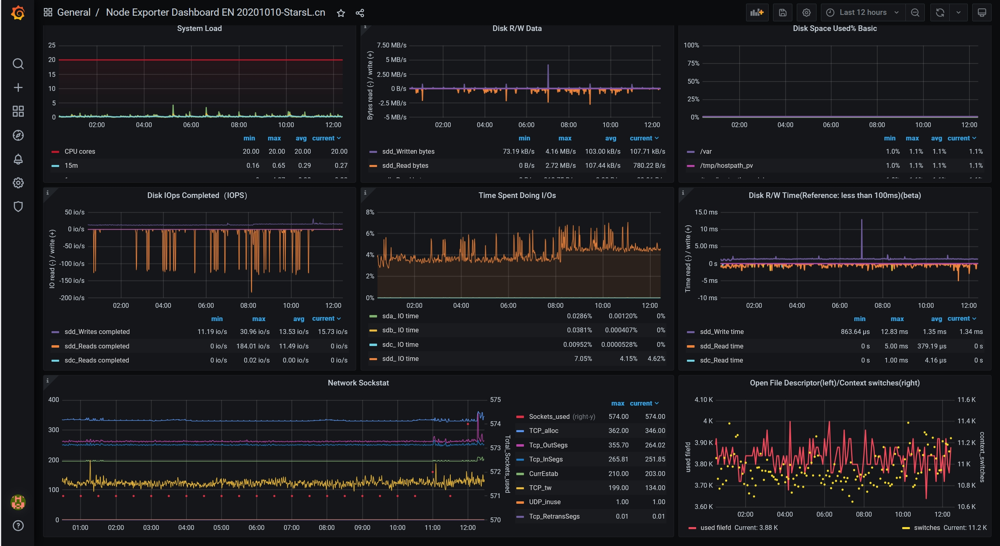 General / Node Exporter Dashboard EN 20201010-StarsL.cn
Last 12 hours
System Load
25
20
15
10
5
0
02:00 04:00 06:00 08:00 10:00 12:00
min max avg current
CPU cores 20.00 20.00 20.00 20.00
15m 0.16 0.65 0.29 0.27
Disk R/W Data
Bytes read (-) / write (+)
7.50 MB/s
5 MB/s
2.50 MB/s
0 B/s
-2.5 MB/s
-5 MB/s
02:00 04:00 06:00 08:00 10:00 12:00
min max avg current
sdd_Written bytes 73.19 kB/s 4.16 MB/s 103.00 kB/s 107.71 kB/s
sdd_Read bytes 0 B/s 2.72 MB/s 107.44 kB/s 780.22 B/s
Disk Space Used% Basic
100%
75%
50%
25%
0%
02:00 04:00 06:00 08:00 10:00 12:00
min max avg current
/var 1.0% 1.1% 1.1% 1.1%
/tmp/hostpath_pv 1.0% 1.1% 1.1% 1.1%
Disk IOps Completed（IOPS）
IO read (-) / write (+)
50 io/s
0 io/s
-50 io/s
-100 io/s
-150 io/s
-200 io/s
02:00 04:00 06:00 08:00 10:00 12:00
min max avg current
sdd_Writes completed 11.19 io/s 30.96 io/s 13.53 io/s 15.73 io/s
sdd_Reads completed 0 io/s 184.01 io/s 11.49 io/s 0 io/s
sdc_Reads completed 0 io/s 0.02 io/s 0.00 io/s 0 io/s
Time Spent Doing I/Os
8%
6%
4%
2%
0%
02:00 04:00 06:00 08:00 10:00 12:00
sda_ IO time 0.0286% 0.00120% 0%
sdb_ IO time 0.0381% 0.000407% 0%
sdc_ IO time 0.00952% 0.0000528% 0%
sdd_ IO time 7.05% 4.15% 4.62%
Disk R/W Time(Reference: less than 100ms)(beta)
Time read (-) / write (+)
15.0 ms
10 ms
5.00 ms
0 s
-5 ms
-10 ms
02:00 04:00 06:00 08:00 10:00 12:00
min max avg current
sdd_Write time 863.64 µs 12.83 ms 1.35 ms 1.34 ms
sdd_Read time 0 s 5.00 ms 379.19 µs 0 s
sdc_Read time 0 s 1.00 ms 4.16 µs 0 s
Network Sockstat
400
300
200
100
0
575
574
573
572
571
570
Total_Sockets_used
01:00 02:00 03:00 04:00 05:00 06:00 07:00 08:00 09:00 10:00 11:00 12:00
max current
Sockets_used (right-y) 574.00 574.00
TCP_alloc 362.00 346.00
Tcp_OutSegs 355.70 264.02
Tcp_InSegs 265.81 251.85
CurrEstab 210.00 203.00
TCP_tw 199.00 134.00
UDP_inuse 1.00 1.00
Tcp_RetransSegs 0.01 0.01
Open File Descriptor(left)/Context switches(right)
used filefd
4.10 K
4 K
3.90 K
3.80 K
3.70 K
3.60 K
11.6 K
11.4 K
11.2 K
11 K
10.8 K
10.6 K
context_switches
02:00 04:00 06:00 08:00 10:00 12:00
used filefd Current: 3.88 K
switches Current: 11.2 K